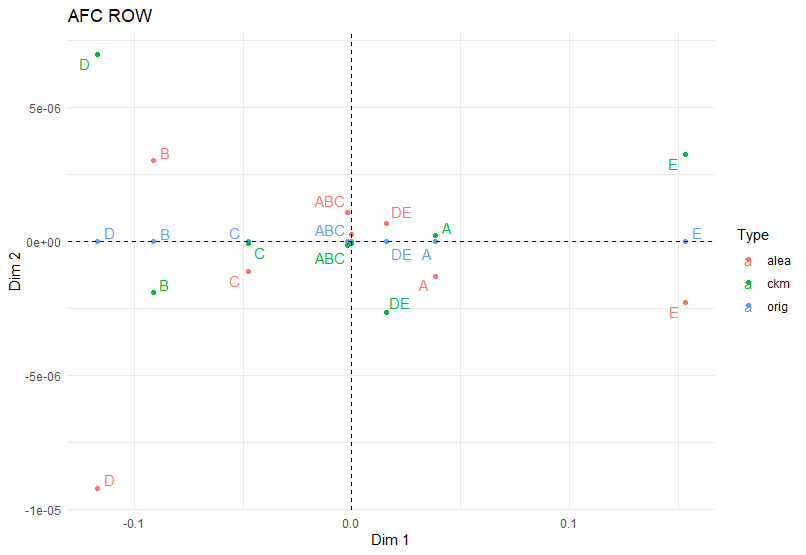 AFC ROW
D
5e-06
B
E
ABC
DE
ABC
A
D
B
C
E
0e+00
C
ABC
DE
A
Dim 2
C
B
A
DE
E
-5e-06
D
-1e-05
-0.1
0.0
0.1
Dim 1
Type
a alea
a ckm
a orig